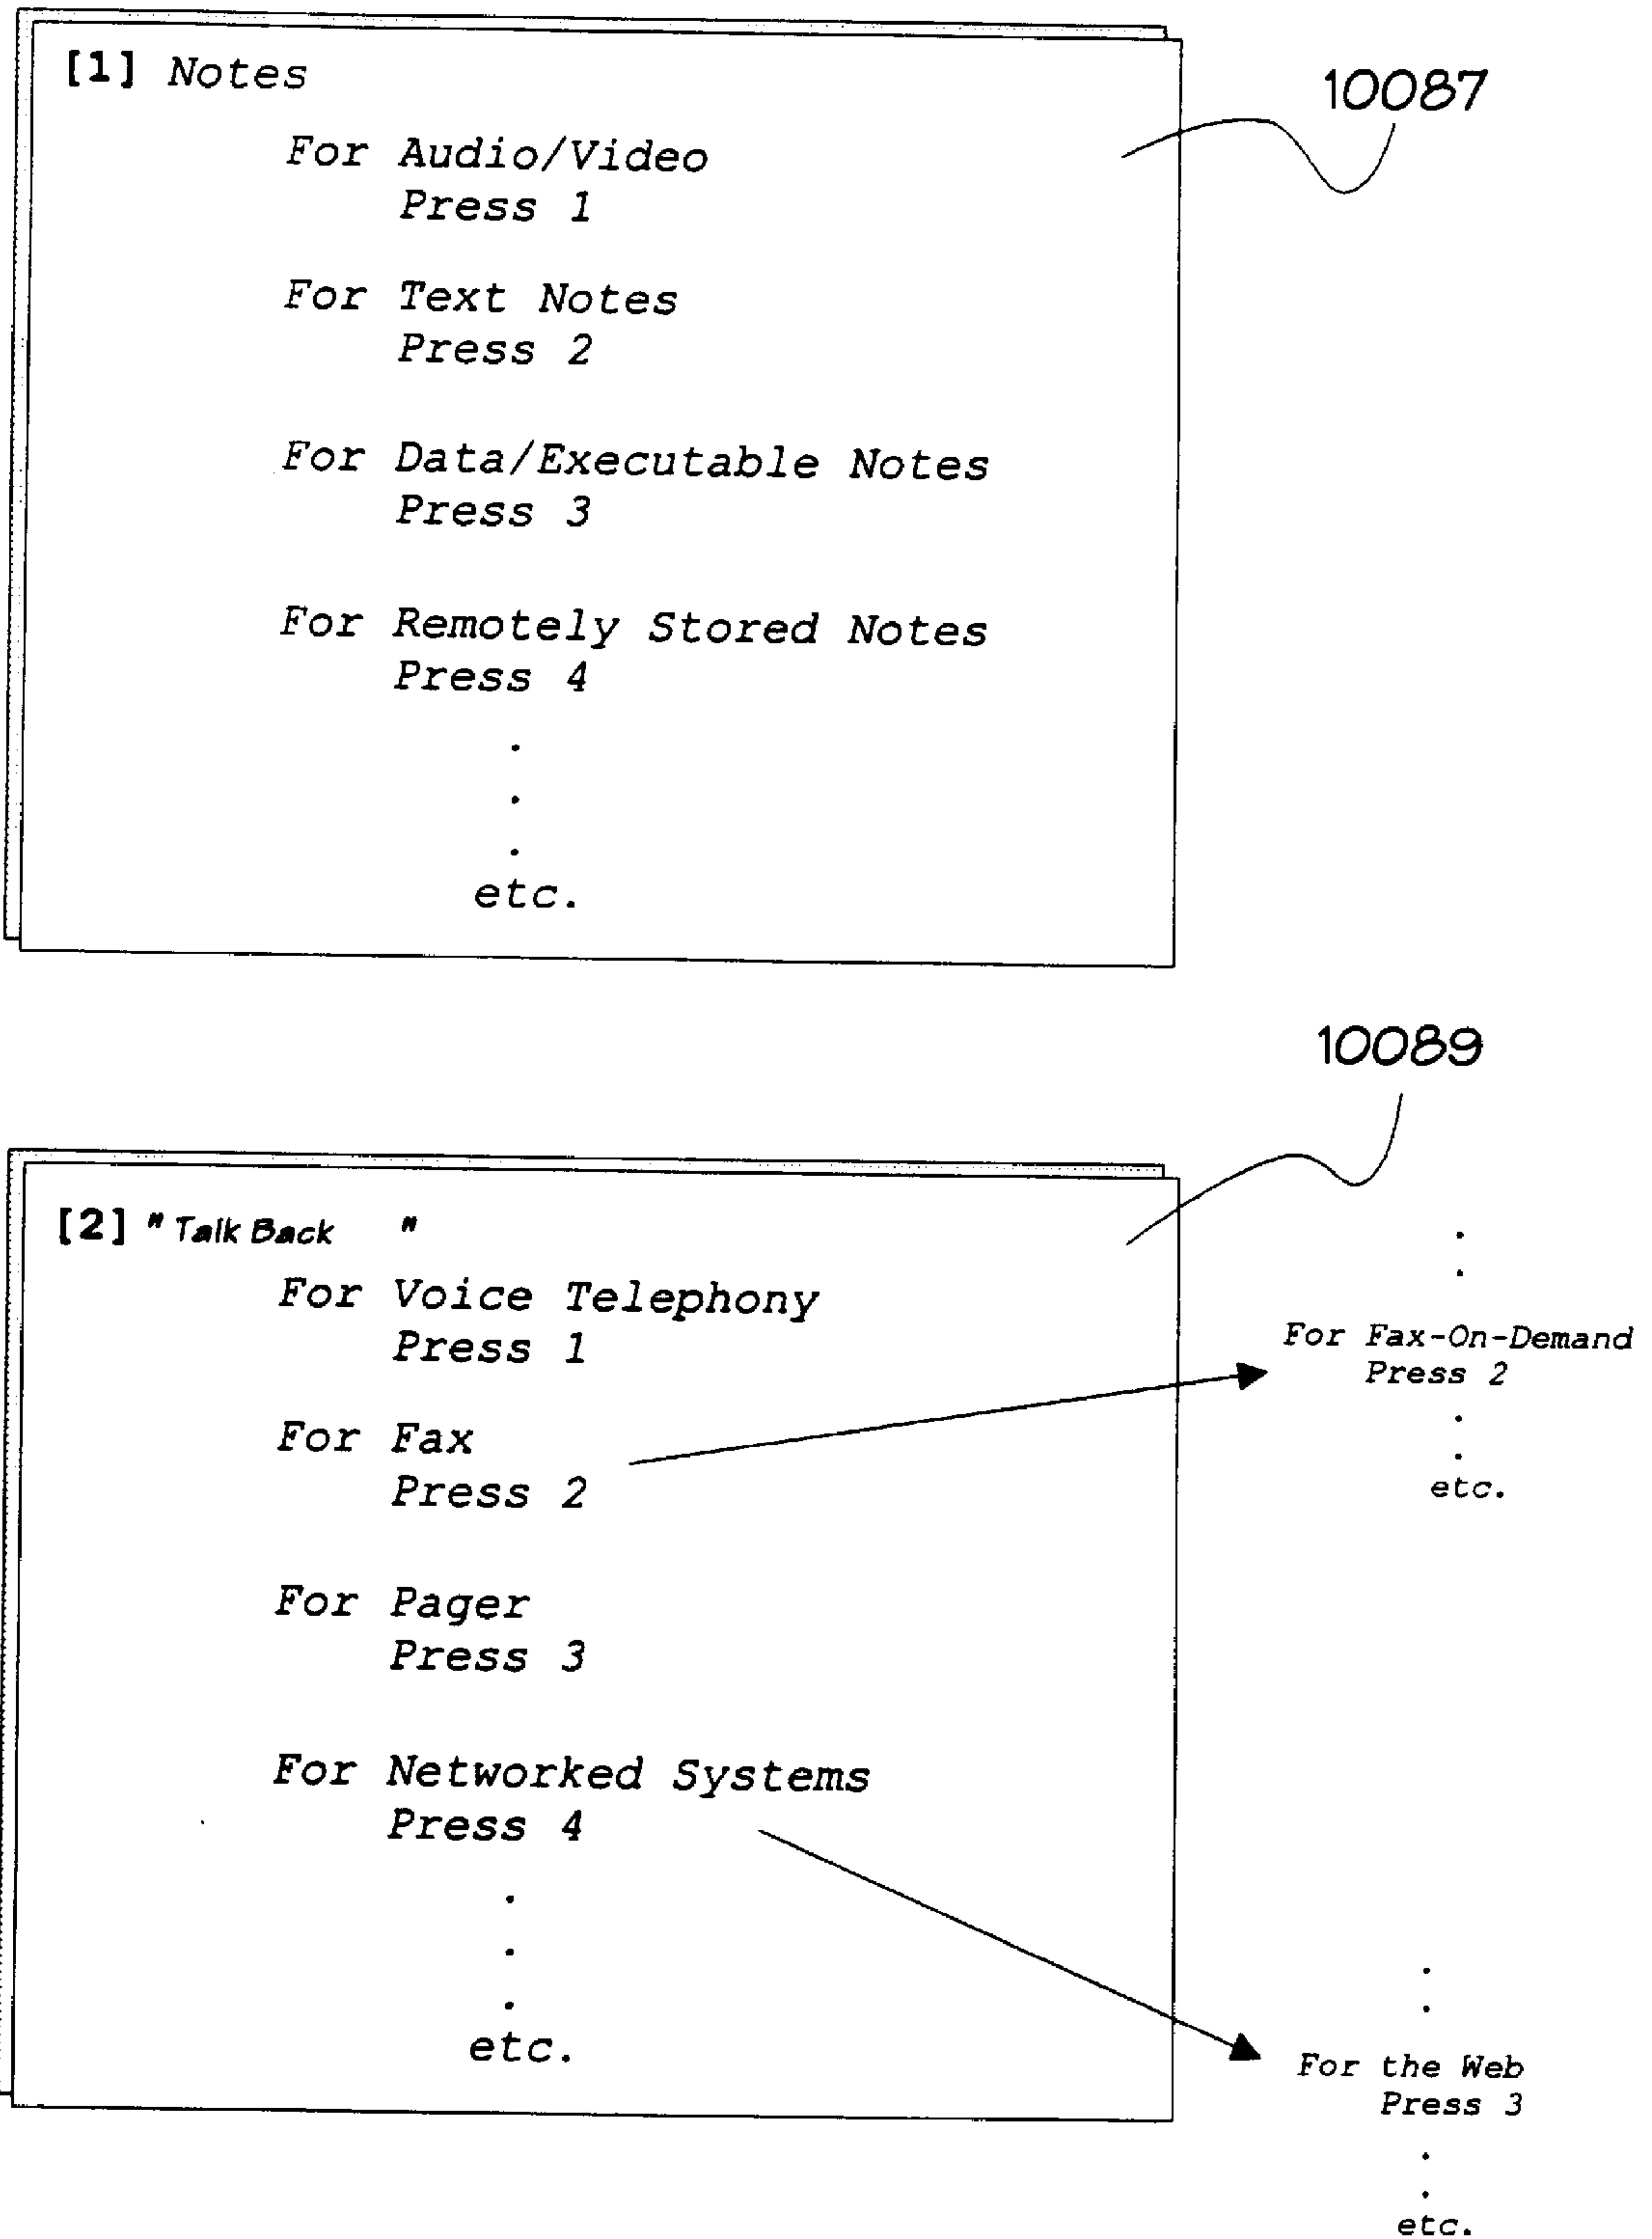 [1] Notes
10087
For Audio/Video
Press 1
For Text Notes
Press 2
For Data/Executable Notes
Press 3
For Remotely Stored Notes
Press 4
.
.
.
etc.
10089
[2] "Talk Back "
For Voice Telephony
Press 1
For Fax
Press 2
For Pager
Press 3
For Networked Systems
Press 4
.
.
.
etc.
.
.
For Fax-On-Demand
Press 2
.
.
etc.
.
.
For the Web
Press 3
.
.
etc.